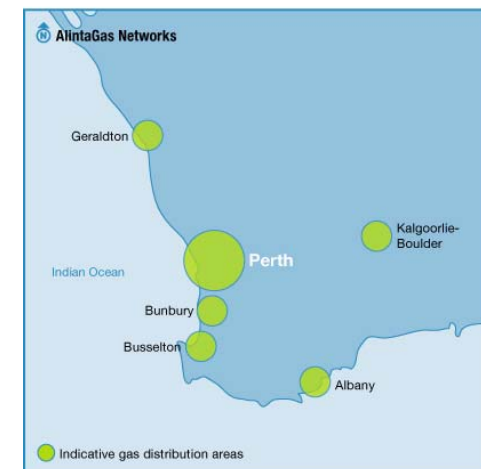 N AlintaGas Networks
Geraldton
Kalgoorlie-
Boulder
Perth
Indian Ocean
Bunbury
Busselton
Albany
Indicative gas distribution areas